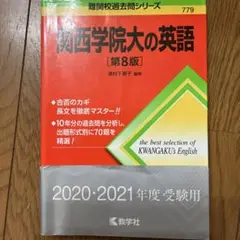 難関校過去問シリーズ
779
関西学院大の英語
[第8版]
編著
合否のカギ
長文を徹底マスター!!
10年分の過去問を分析し、
出題形式別に70題を
精選!
the best selection of
KWANGAKU's English
2020・2021年度受験用
教学社